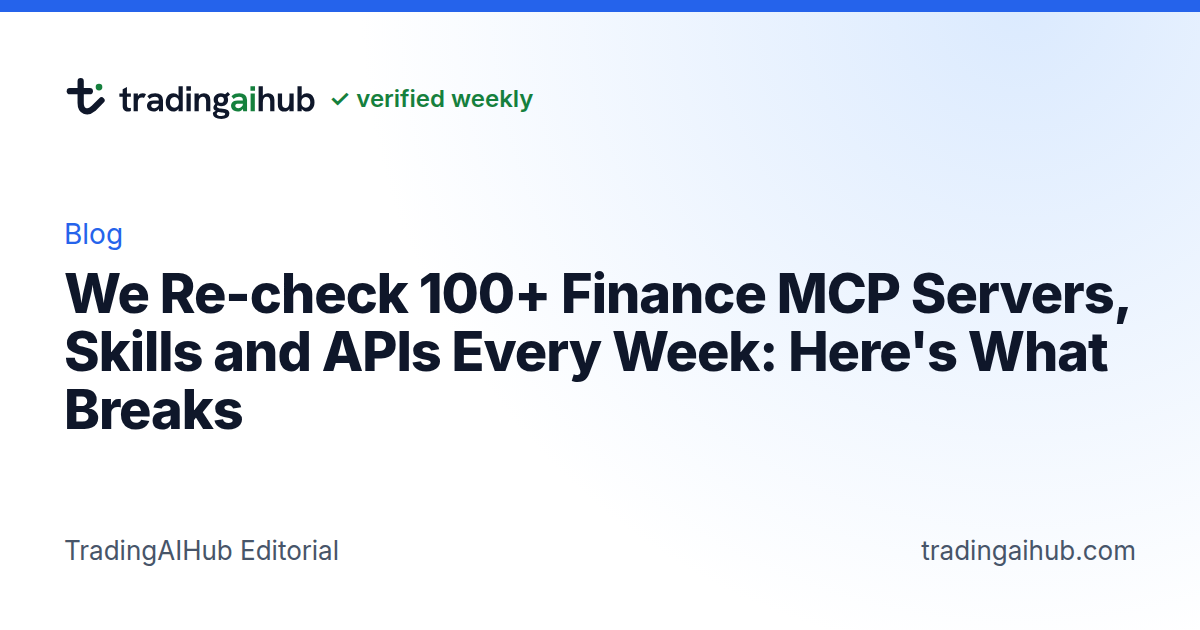 tradingaihub ✓ verified weekly
Blog
We Re-check 100+ Finance MCP Servers,
Skills and APIs Every Week: Here's What
Breaks
TradingAIHub Editorial
tradingaihub.com